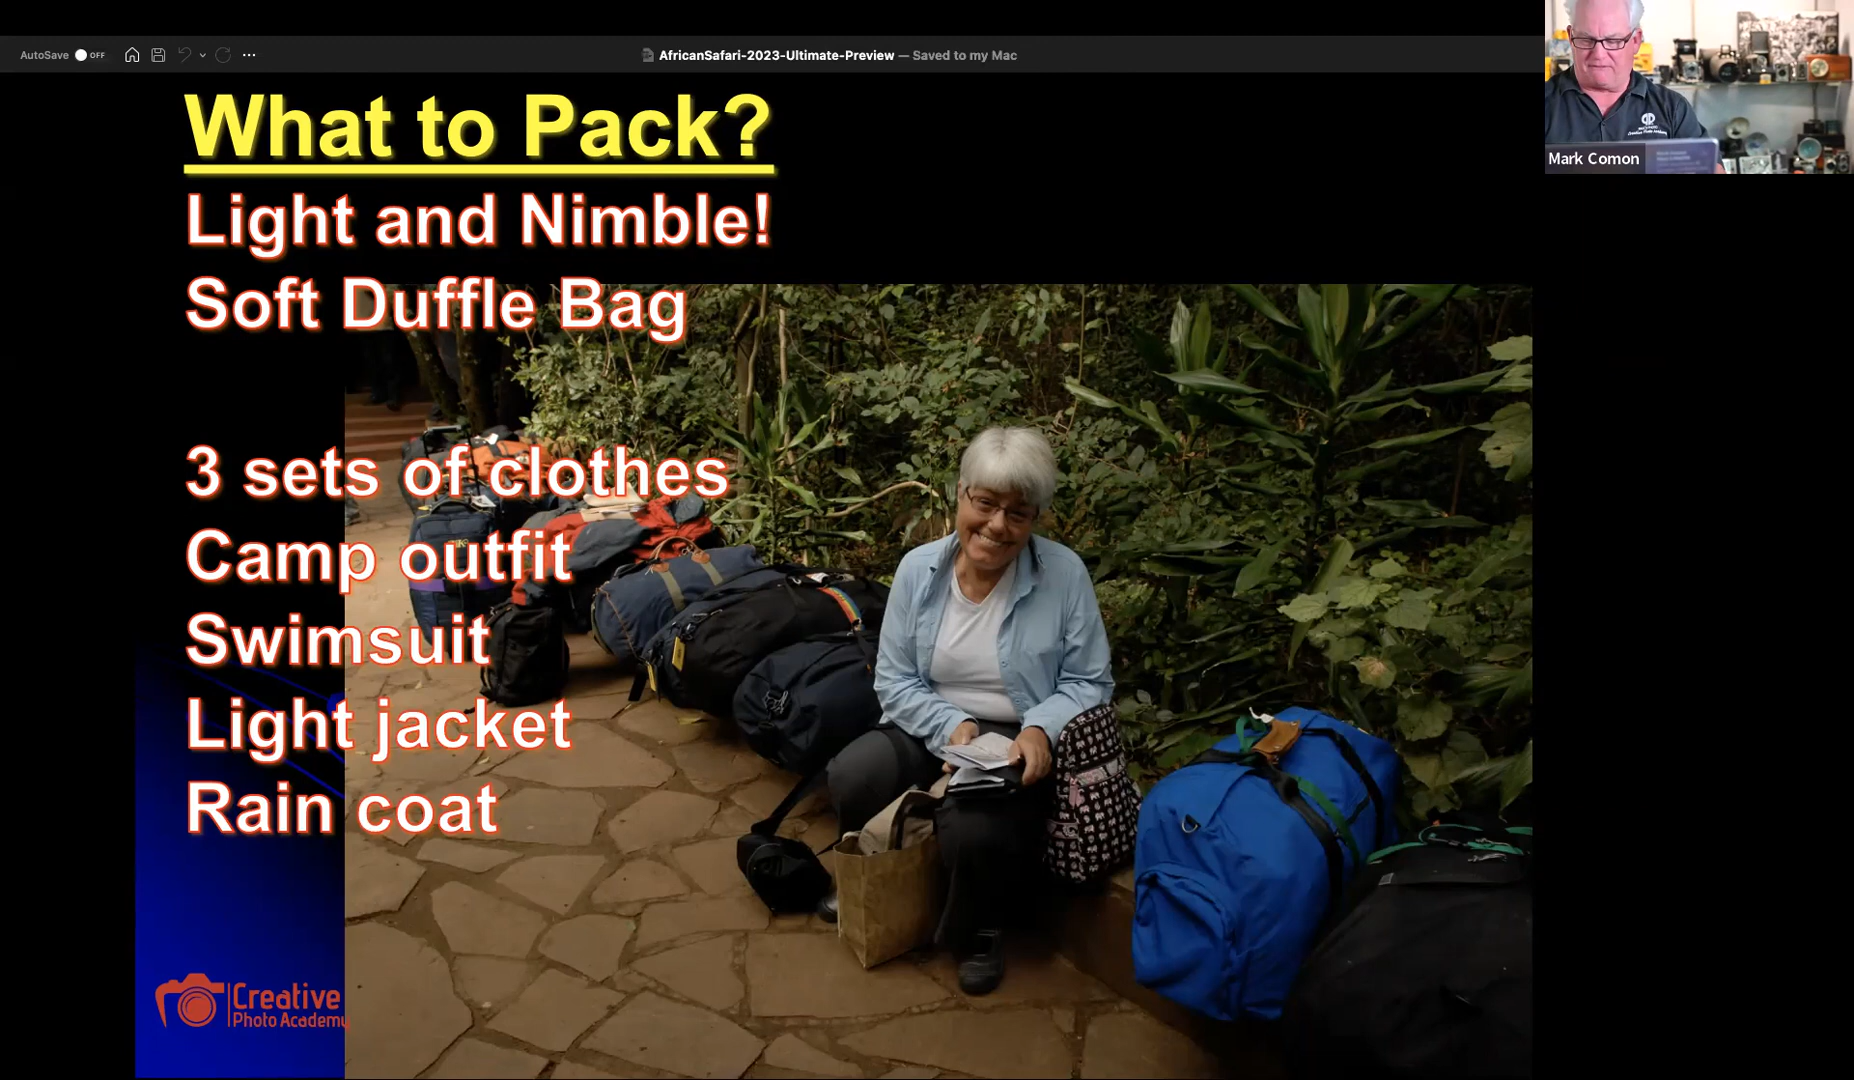 AutoSave OFF
AfricanSafari-2023-Ultimate-Preview — Saved to my Mac
Mark Comon
What to Pack?
Light and Nimble!
Soft Duffle Bag
3 sets of clothes
Camp outfit
Swimsuit
Light jacket
Rain coat
Creative
Photo Academy